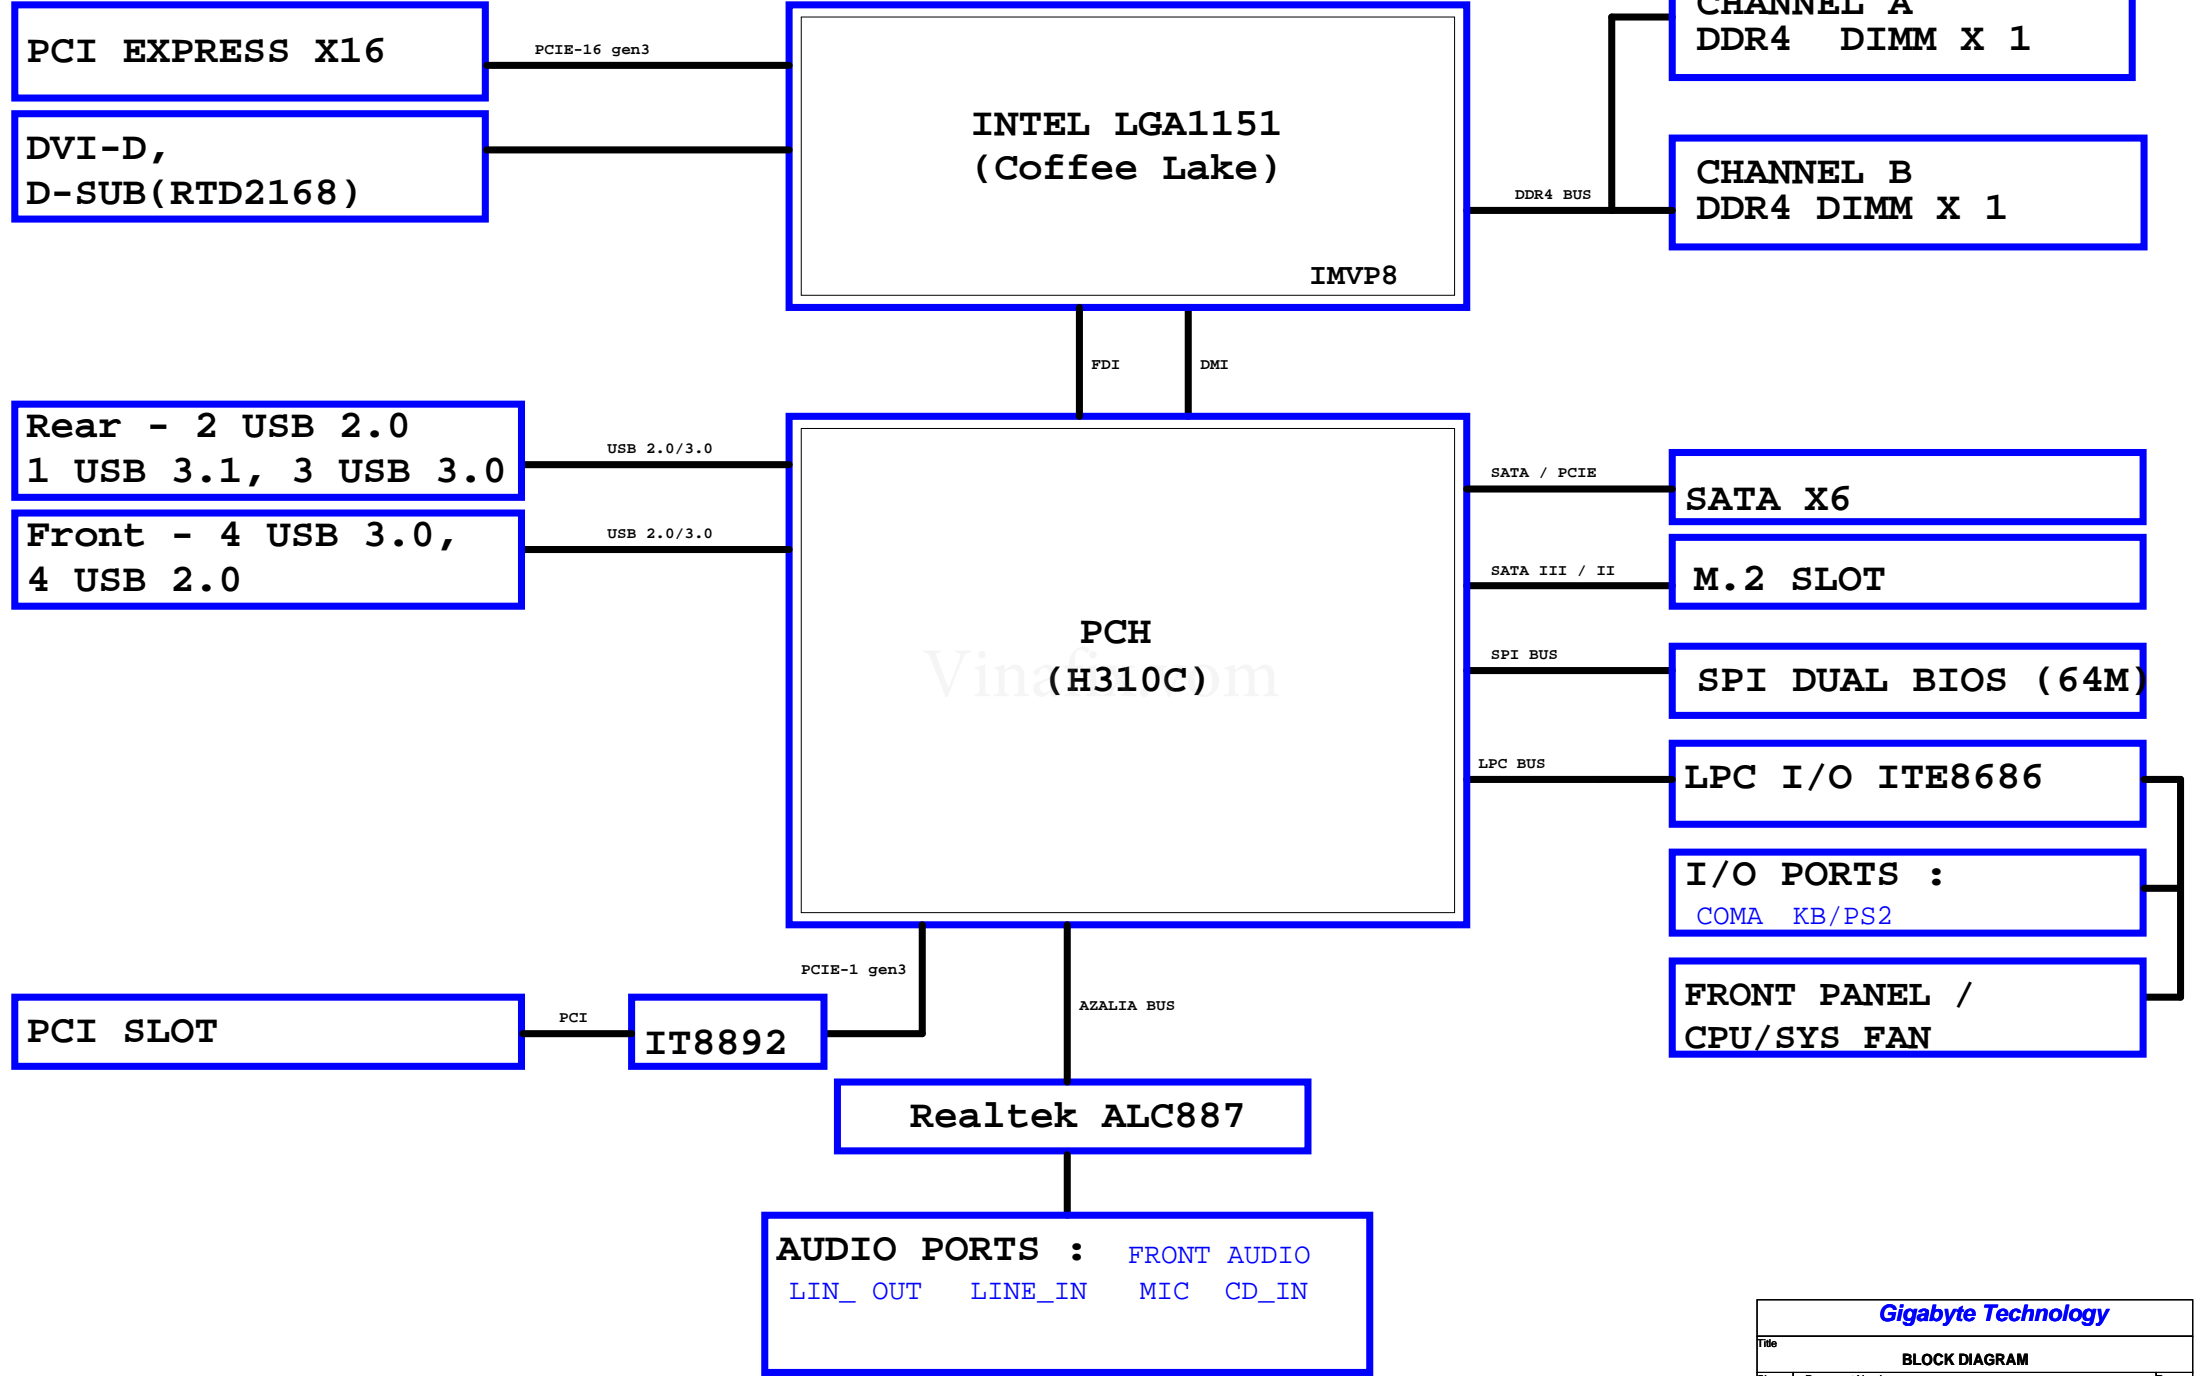 CHANNEL A
DDR4 DIMM X 1
PCI EXPRESS X16
PCIE-16 gen3
DVI-D,
D-SUB(RTD2168)
INTEL LGA1151
(Coffee Lake)
IMVP8
DDR4 BUS
CHANNEL B
DDR4 DIMM X 1
FDI
DMI
Rear - 2 USB 2.0
1 USB 3.1, 3 USB 3.0
USB 2.0/3.0
Front - 4 USB 3.0,
4 USB 2.0
USB 2.0/3.0
PCH
(H310C)
SATA / PCIE
SATA X6
SATA III / II
M.2 SLOT
SPI BUS
SPI DUAL BIOS (64M)
LPC BUS
LPC I/O ITE8686
I/O PORTS :
COMA KB/PS2
FRONT PANEL /
CPU/SYS FAN
PCI SLOT
PCI
IT8892
PCIE-1 gen3
AZALIA BUS
Realtek ALC887
AUDIO PORTS : FRONT AUDIO
LIN_ OUT LINE_IN MIC CD_IN
Gigabyte Technology
Title
BLOCK DIAGRAM